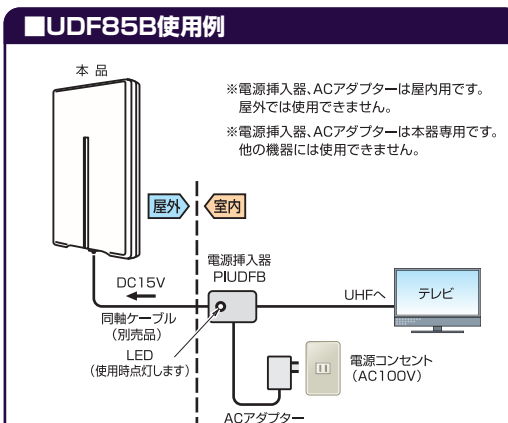 ■UDF85B使用例
本 品
※電源挿入器、ACアダプターは屋内用です。
屋外では使用できません。
※電源挿入器、ACアダプターは本器専用です。
他の機器には使用できません。
屋外
室内
電源挿入器
PIUDFB
DC15V
UHFへ
テレビ
同軸ケーブル
（別売品）
LED
（使用時点灯します）
電源コンセント
（AC100V）
ACアダプター